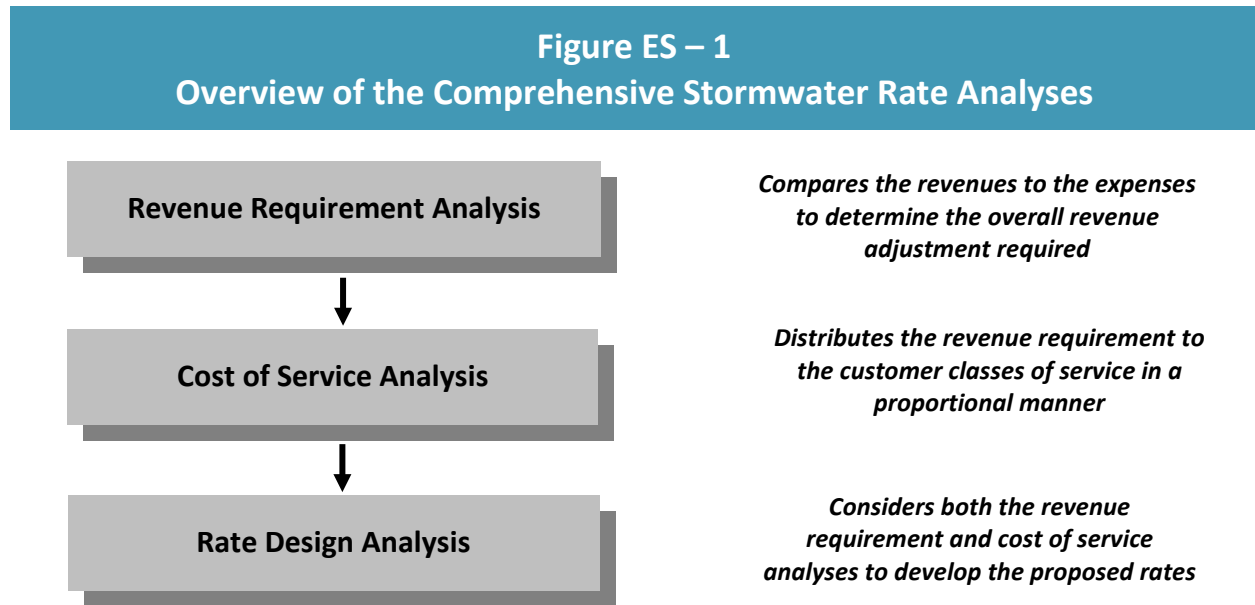 Figure ES – 1
Overview of the Comprehensive Stormwater Rate Analyses
Revenue Requirement Analysis
Compares the revenues to the expenses
to determine the overall revenue
adjustment required
Cost of Service Analysis
Distributes the revenue requirement to
the customer classes of service in a
proportional manner
Rate Design Analysis
Considers both the revenue
requirement and cost of service
analyses to develop the proposed rates